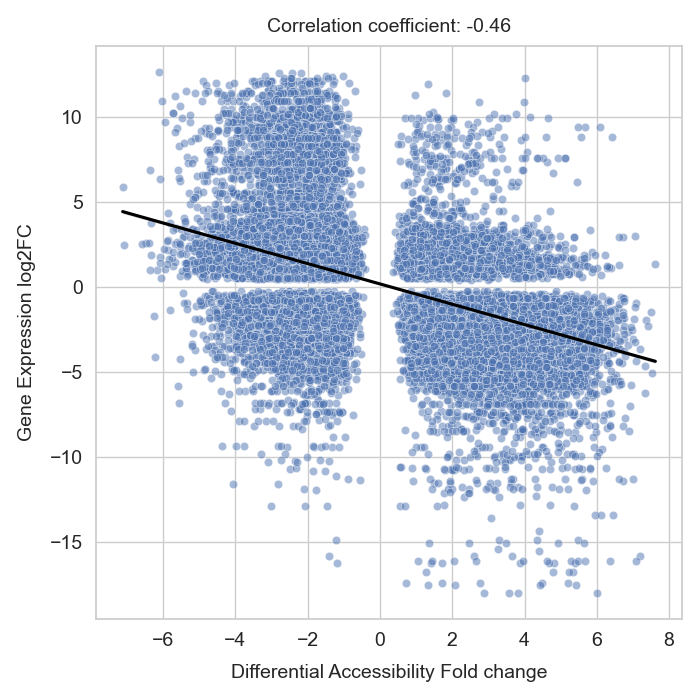 Correlation coefficient: -0.46
10
5
0
−5
−10
−15
Gene Expression log2FC
−6 −4 −2 0 2 4 6 8
Differential Accessibility Fold change